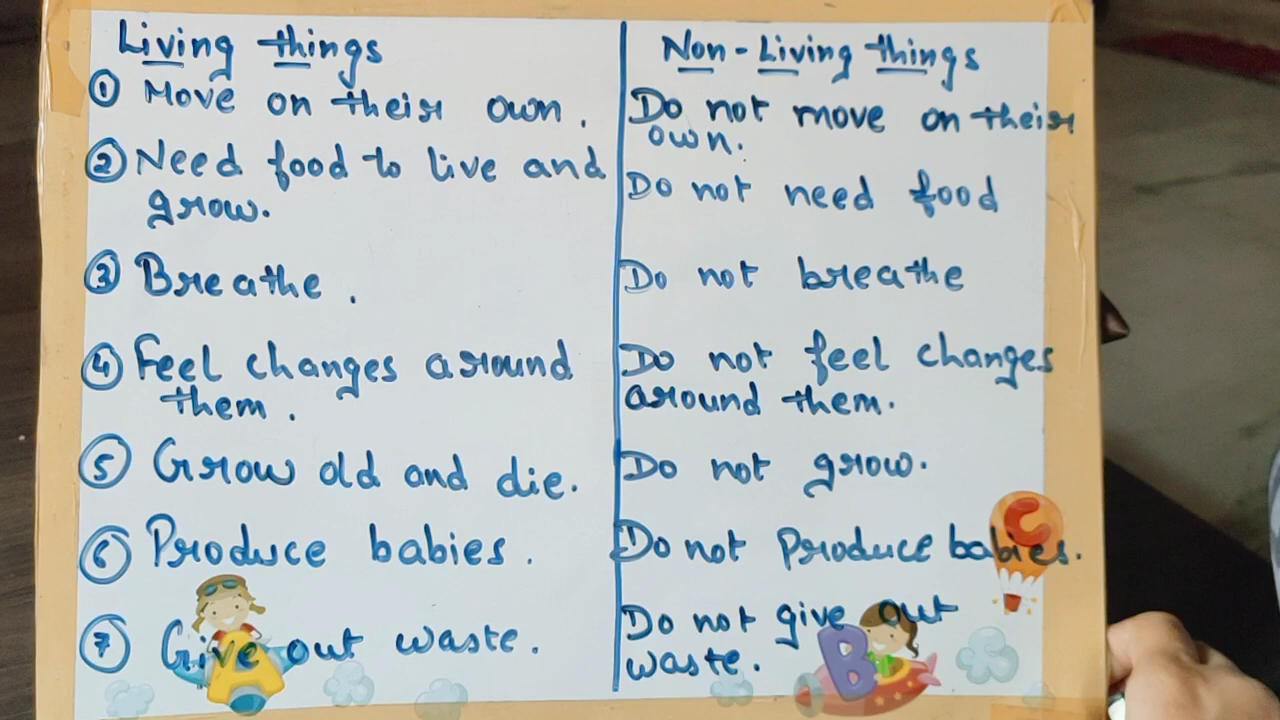 Living things
① Move on their own.
② Need food to live and
grow.
③ Breathe.
④ Feel changes around
them.
⑤ Grow old and die.
⑥ Produce babies.
⑦ Give out waste.
Non-Living things
Do not move on their
own.
Do not need food
Do not breathe
Do not feel changes
around them.
Do not grow.
Do not produce babies.
Do not give out
waste.
A
B
C